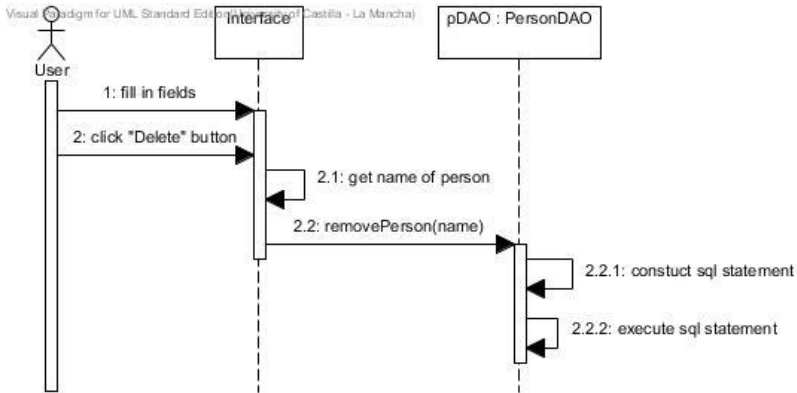 Visual Paradigm for UML Standard Edition(University of Castilla - La Mancha)
Interface
pDAO : PersonDAO
User
1: fill in fields
2: click "Delete" button
2.1: get name of person
2.2: removePerson(name)
2.2.1: constuct sql statement
2.2.2: execute sql statement